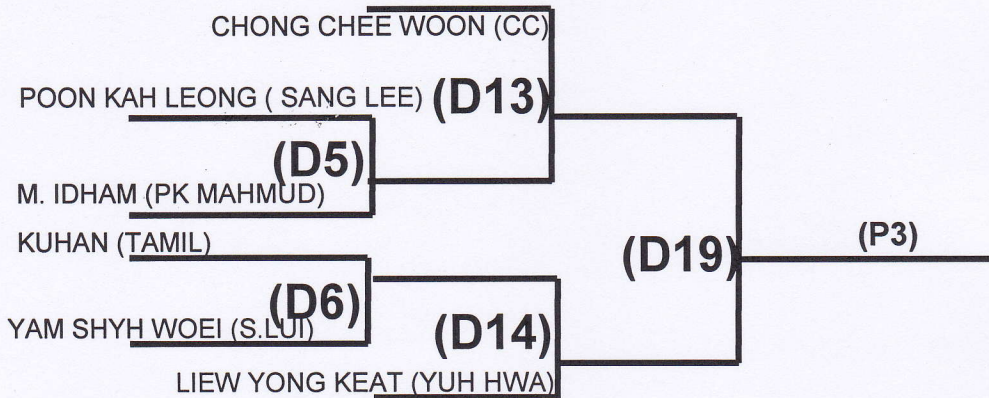 CHONG CHEE WOON (CC)
POON KAH LEONG ( SANG LEE)
(D13)
(D5)
M. IDHAM (PK MAHMUD)
KUHAN (TAMIL)
(D19)
(P3)
(D6)
YAM SHYH WOEI (S.LUI)
(D14)
LIEW YONG KEAT (YUH HWA)